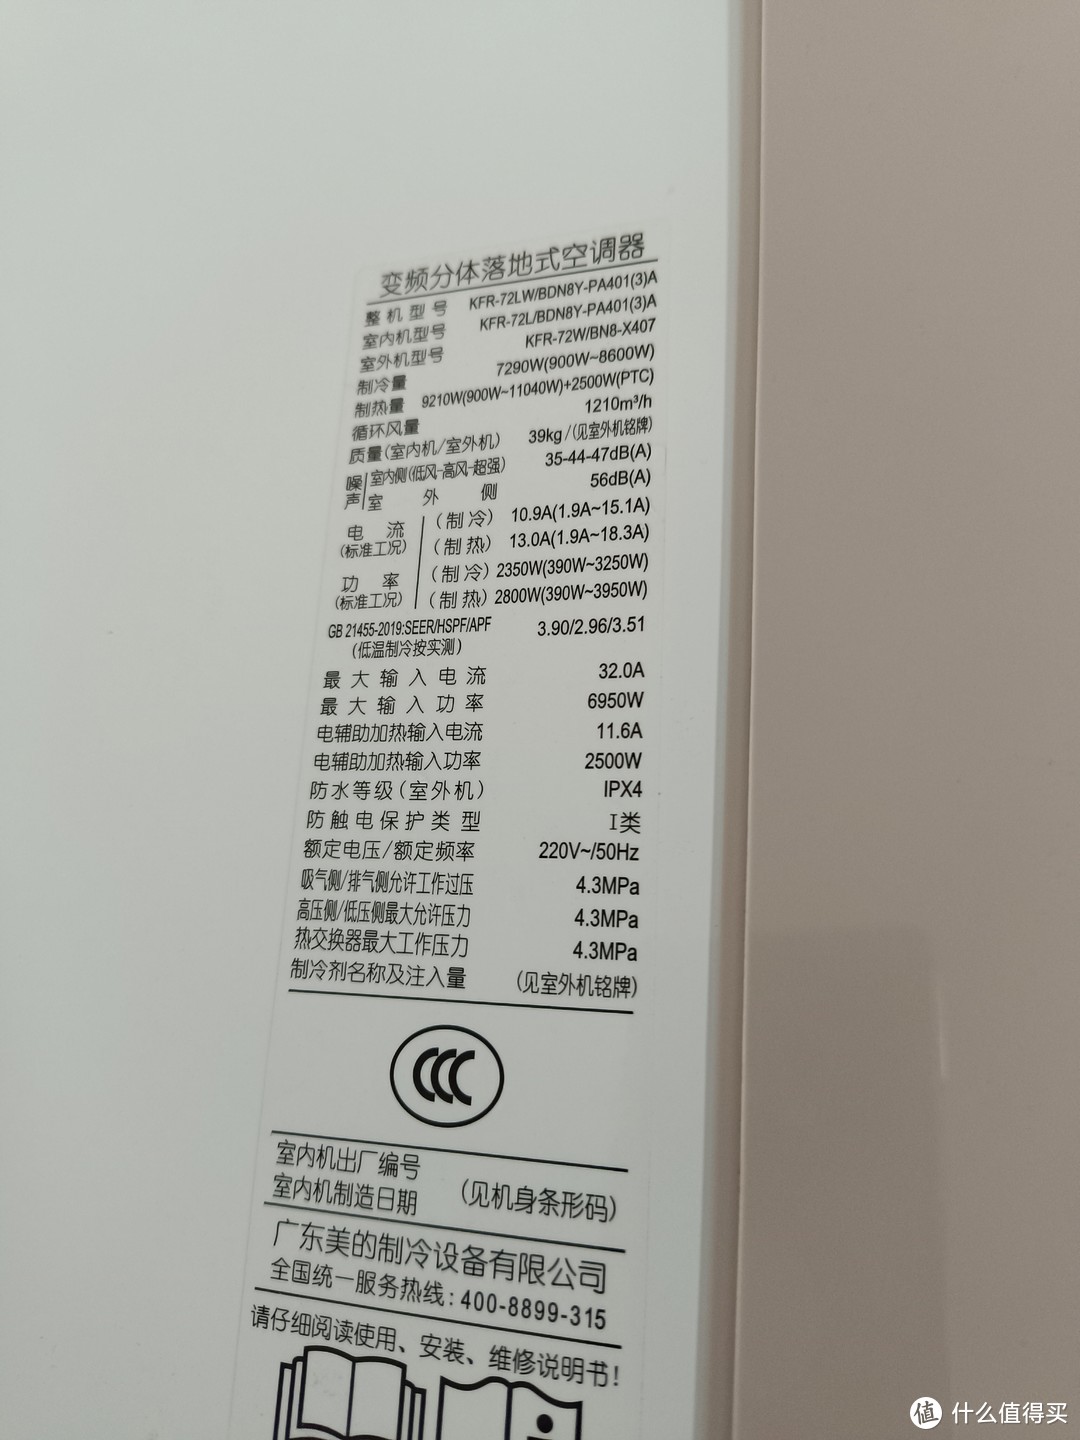 变频分体落地式空调器
整机型号 KFR-72LW/BDN8Y-PA401(3)A
室内机型号 KFR-72L/BDN8Y-PA401(3)A
室外机型号 KFR-72W/BN8-X407
制冷量 7290W(900W~8600W)
制热量 9210W(900W~11040W)+2500W(PTC)
循环风量 1210m³/h
质量(室内机/室外机) 39kg/(见室外机铭牌)
噪声 室内侧(低风-高风-超强) 35-44-47dB(A)
室外侧 56dB(A)
电流(标准工况) (制冷) 10.9A(1.9A~15.1A)
(制热) 13.0A(1.9A~18.3A)
功率(标准工况) (制冷) 2350W(390W~3250W)
(制热) 2800W(390W~3950W)
GB 21455-2019:SEER/HSPF/APF 3.90/2.96/3.51
(低温制冷按实测)
最大输入电流 32.0A
最大输入功率 6950W
电辅助加热输入电流 11.6A
电辅助加热输入功率 2500W
防水等级(室外机) IPX4
防触电保护类型 I类
额定电压/额定频率 220V~/50Hz
吸气侧/排气侧允许工作过压 4.3MPa
高压侧/低压侧最大允许压力 4.3MPa
热交换器最大工作压力 4.3MPa
制冷剂名称及注入量 (见室外机铭牌)
CCC
室内机出厂编号
室内机制造日期 (见机身条形码)
广东美的制冷设备有限公司
全国统一服务热线:400-8899-315
请仔细阅读使用、安装、维修说明书!
值 什么值得买